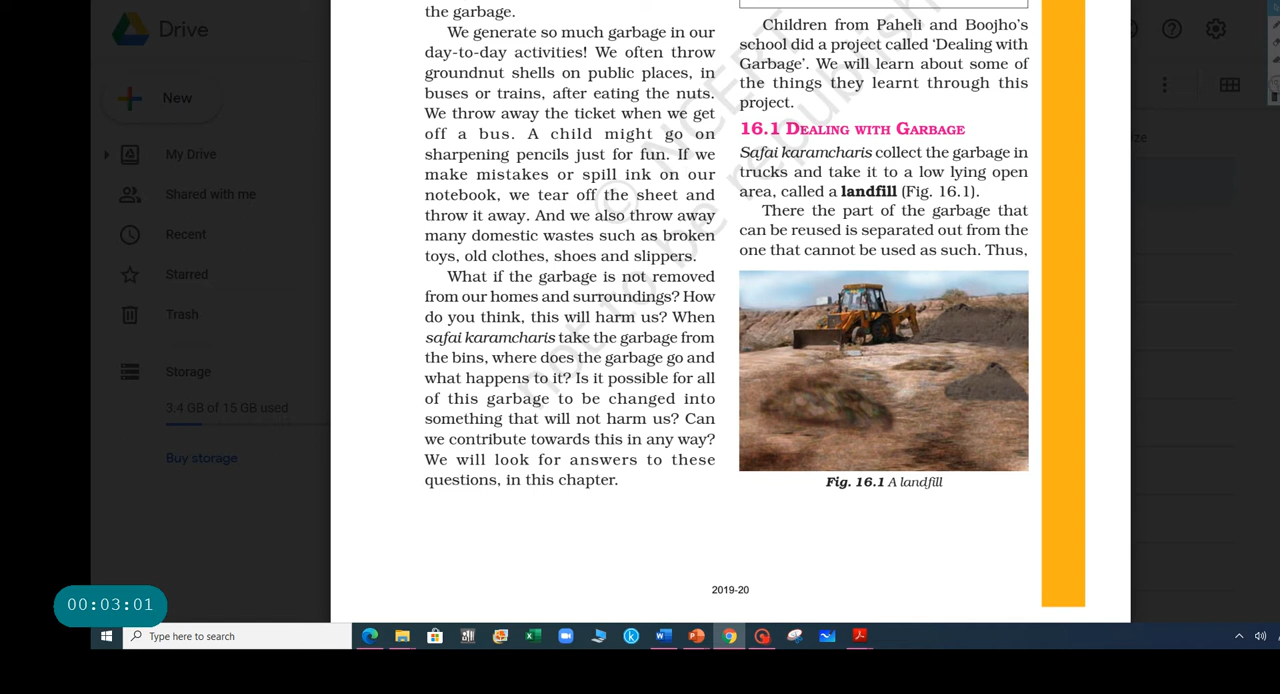 Drive
New
My Drive
Shared with me
Recent
Starred
Trash
Storage
3.4 GB of 15 GB used
Buy storage
the garbage.
We generate so much garbage in our
day-to-day activities! We often throw
groundnut shells on public places, in
buses or trains, after eating the nuts.
We throw away the ticket when we get
off a bus. A child might go on
sharpening pencils just for fun. If we
make mistakes or spill ink on our
notebook, we tear off the sheet and
throw it away. And we also throw away
many domestic wastes such as broken
toys, old clothes, shoes and slippers.
What if the garbage is not removed
from our homes and surroundings? How
do you think, this will harm us? When
safai karamcharis take the garbage from
the bins, where does the garbage go and
what happens to it? Is it possible for all
of this garbage to be changed into
something that will not harm us? Can
we contribute towards this in any way?
We will look for answers to these
questions, in this chapter.
Children from Paheli and Boojho's
school did a project called 'Dealing with
Garbage'. We will learn about some of
the things they learnt through this
project.
16.1 DEALING WITH GARBAGE
Safai karamcharis collect the garbage in
trucks and take it to a low lying open
area, called a landfill (Fig. 16.1).
There the part of the garbage that
can be reused is separated out from the
one that cannot be used as such. Thus,
Fig. 16.1 A landfill
© NCERT
not to be republish
2019-20
00:03:01
Type here to search